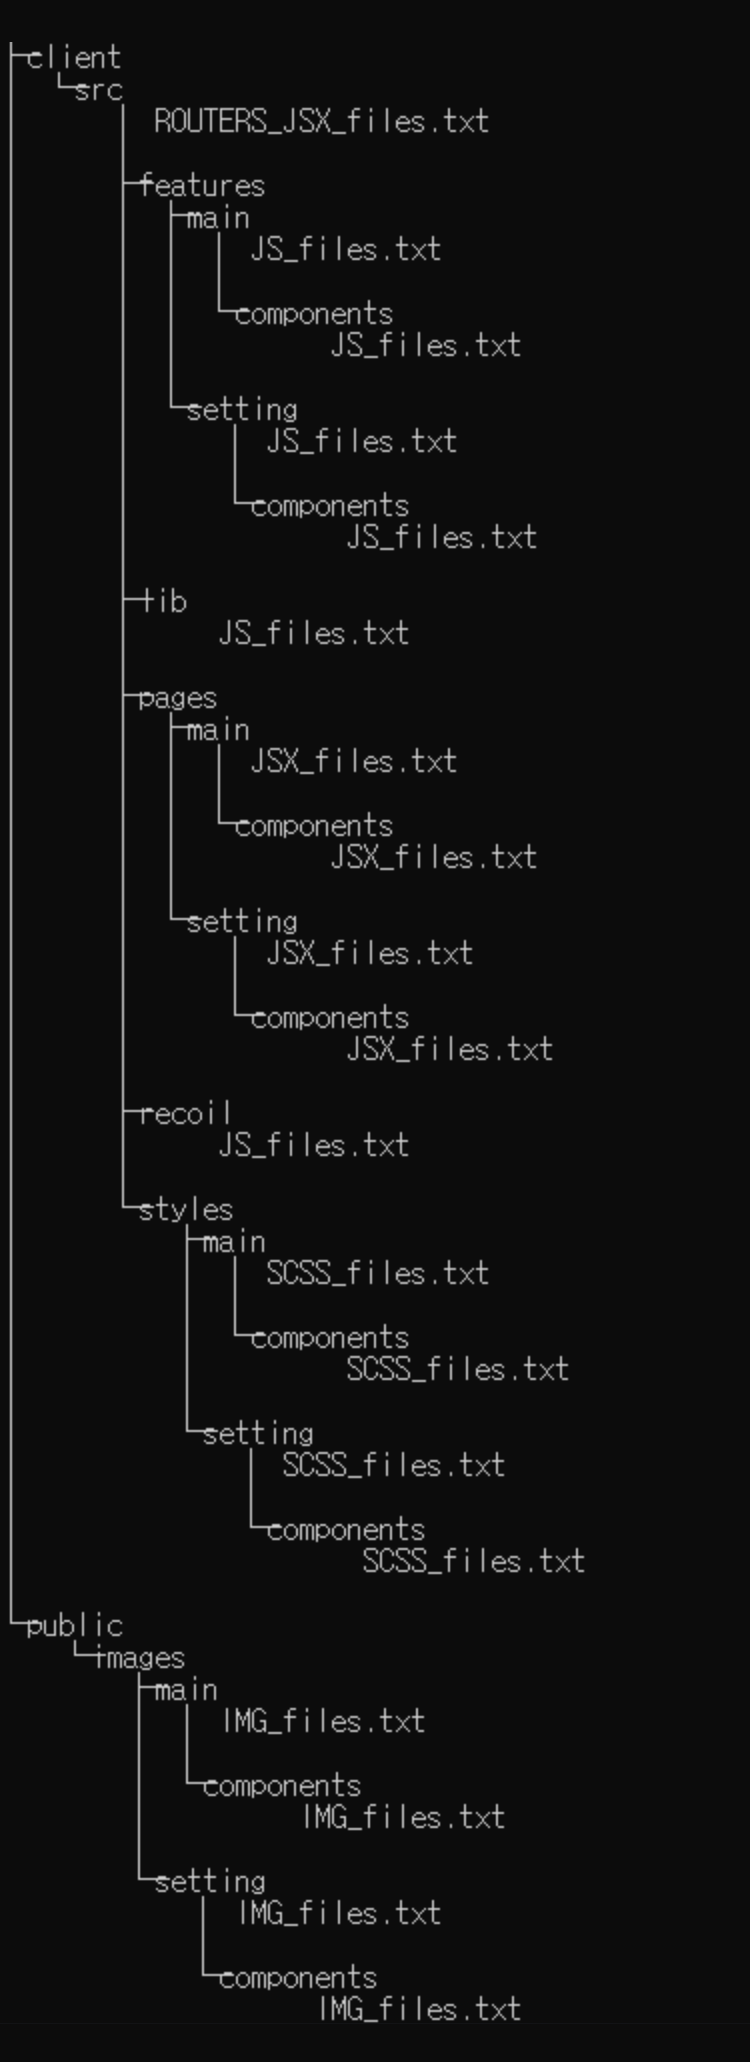 client
src
ROUTERS_JSX_files.txt
features
main
JS_files.txt
components
JS_files.txt
setting
JS_files.txt
components
JS_files.txt
lib
JS_files.txt
pages
main
JSX_files.txt
components
JSX_files.txt
setting
JSX_files.txt
components
JSX_files.txt
recoil
JS_files.txt
styles
main
SCSS_files.txt
components
SCSS_files.txt
setting
SCSS_files.txt
components
SCSS_files.txt
public
images
main
IMG_files.txt
components
IMG_files.txt
setting
IMG_files.txt
components
IMG_files.txt